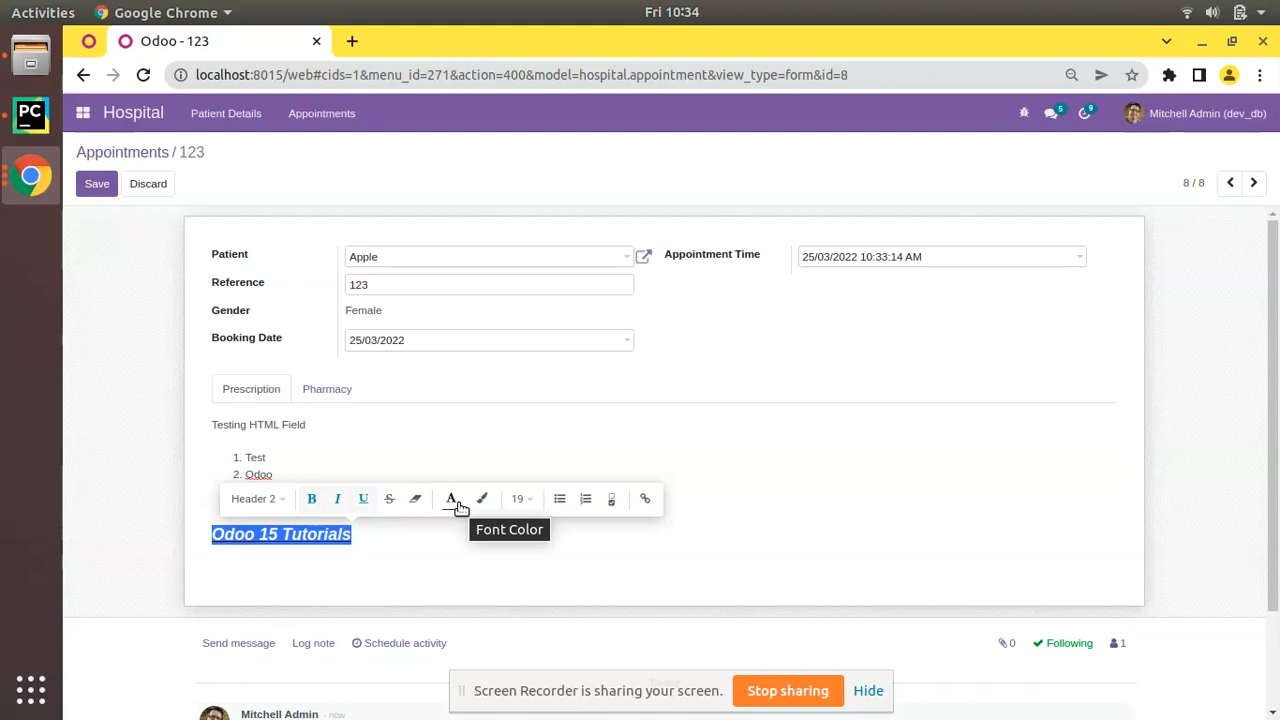 Activities Google Chrome Fri 10:34
Odoo - 123
localhost:8015/web#cids=1&menu_id=271&action=400&model=hospital.appointment&view_type=form&id=8
PC Hospital Patient Details Appointments 5 9 Mitchell Admin (dev_db)
Appointments / 123
Save Discard 8 / 8
Patient Apple Appointment Time 25/03/2022 10:33:14 AM
Reference 123
Gender Female
Booking Date 25/03/2022
Prescription Pharmacy
Testing HTML Field
1. Test
2. Odoo
Header 2 B I U S A 19
Font Color
Odoo 15 Tutorials
Send message Log note Schedule activity 0 Following 1
Screen Recorder is sharing your screen. Stop sharing Hide
Mitchell Admin - now